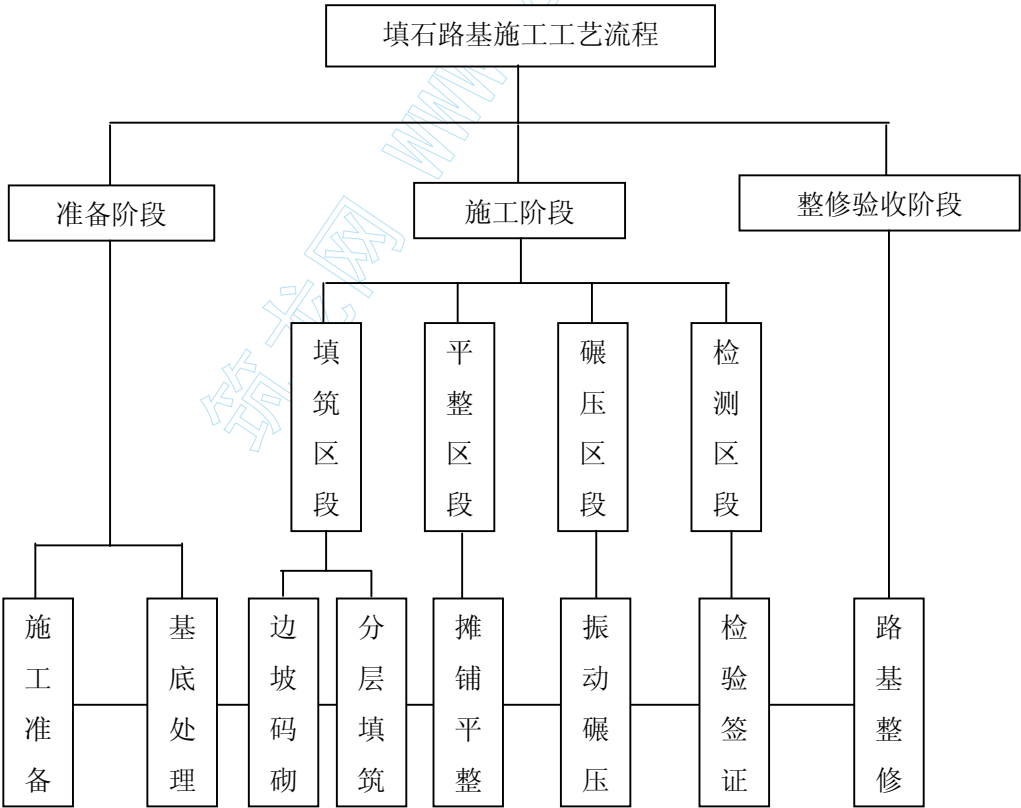 填石路基施工工艺流程
准备阶段
施工阶段
整修验收阶段
填筑区段
平整区段
碾压区段
检测区段
施工准备
基底处理
边坡码砌
分层填筑
摊铺平整
振动碾压
检验签证
路基整修
筑龙网 WWW